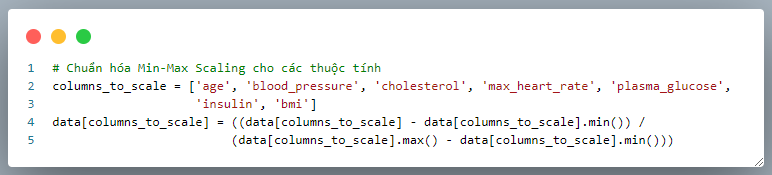 1 # Chuẩn hóa Min-Max Scaling cho các thuộc tính
2 columns_to_scale = ['age', 'blood_pressure', 'cholesterol', 'max_heart_rate', 'plasma_glucose',
3 'insulin', 'bmi']
4 data[columns_to_scale] = ((data[columns_to_scale] - data[columns_to_scale].min()) /
5 (data[columns_to_scale].max() - data[columns_to_scale].min()))